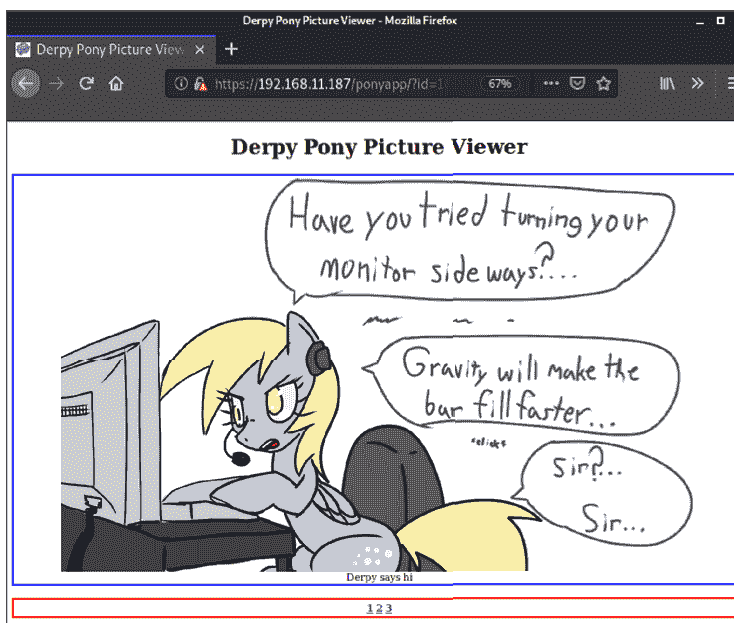 Derpy Pony Picture Viewer - Mozilla Firefox
Derpy Pony Picture View
https://192.168.11.187/ponyapp/?id=1
67%
Derpy Pony Picture Viewer
Have you tried turning your
monitor sideways?....
Gravity will make the
bar fill faster...
*click*
Sir?...
Sir...
Derpy says hi
1 2 3